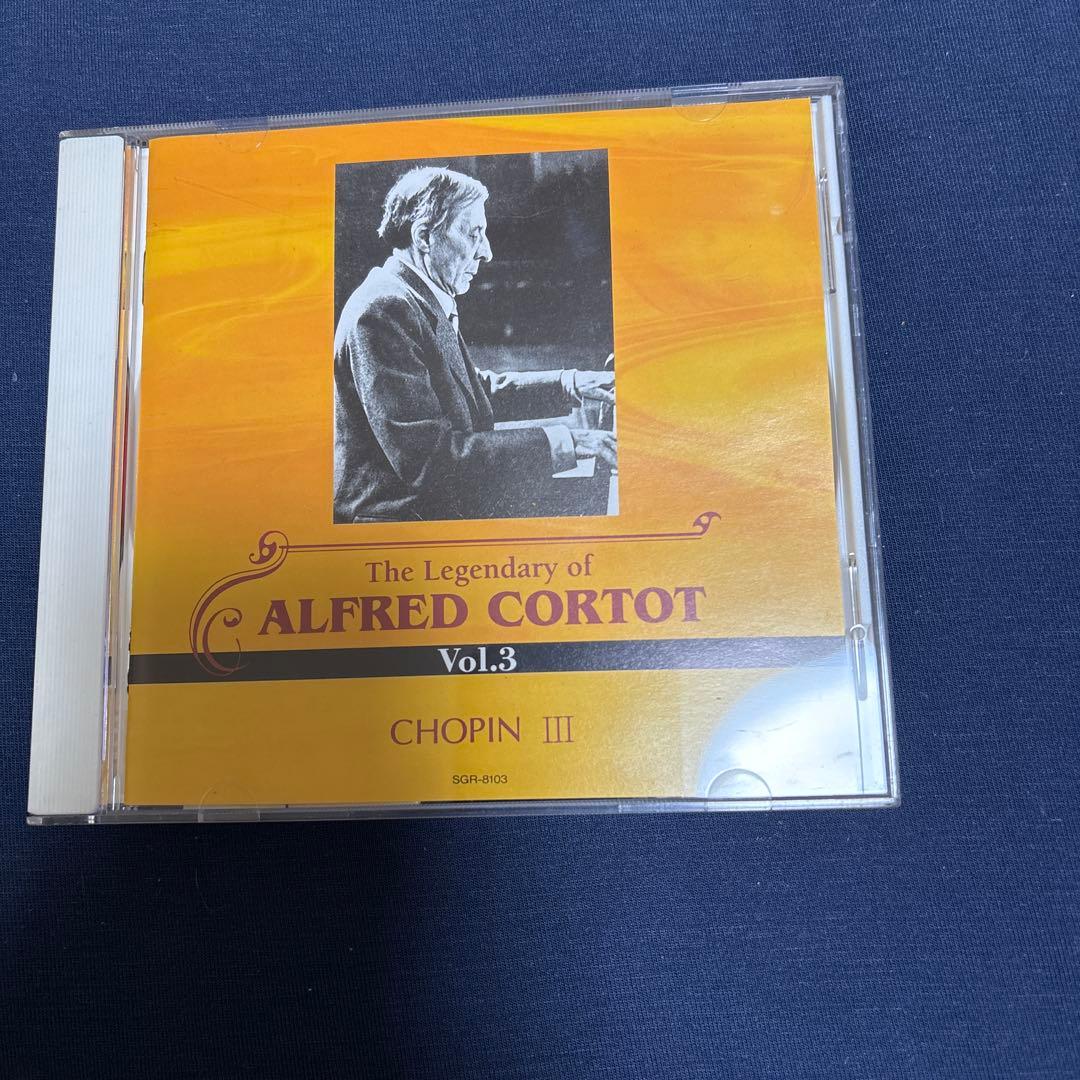 The Legendary of
ALFRED CORTOT
Vol.3
CHOPIN III
SGR-8103